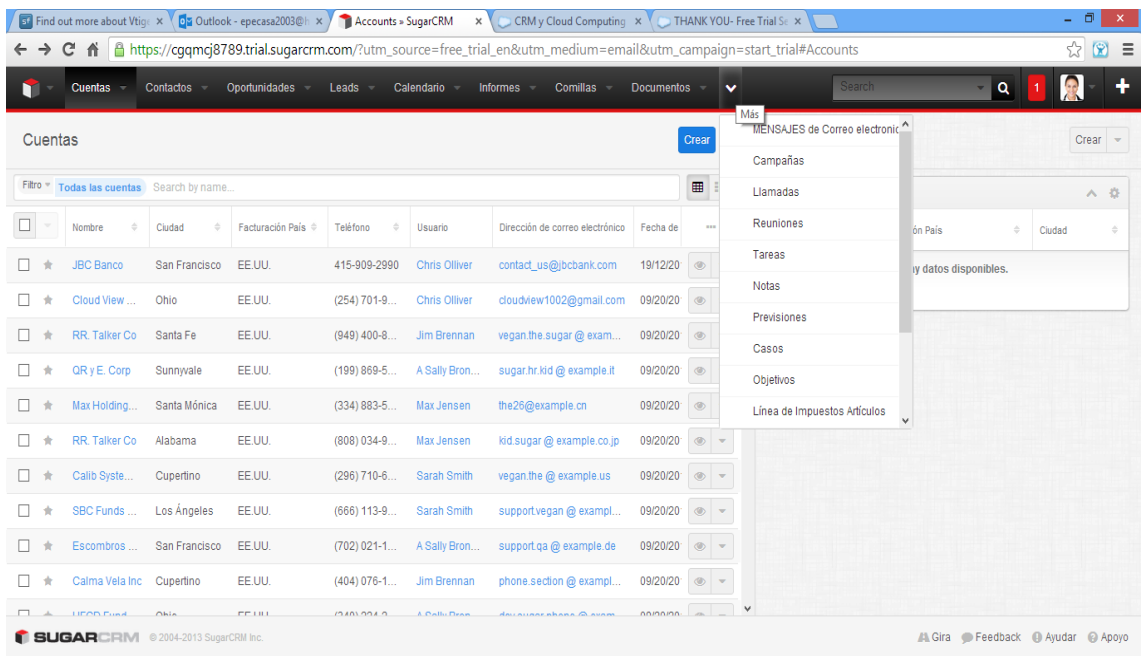 Find out more about Vtige
Outlook - epecasa2003@h
Accounts » SugarCRM
CRM y Cloud Computing
THANK YOU- Free Trial Se
https://cgqmcj8789.trial.sugarcrm.com/?utm_source=free_trial_en&utm_medium=email&utm_campaign=start_trial#Accounts
Cuentas Contactos Oportunidades Leads Calendario Informes Comillas Documentos Search 1
Más
Cuentas Crear Crear
Filtro Todas las cuentas Search by name...
Nombre Ciudad Facturación País Teléfono Usuario Dirección de correo electrónico Fecha de
JBC Banco San Francisco EE.UU. 415-909-2990 Chris Olliver contact_us@jbcbank.com 19/12/20
Cloud View ... Ohio EE.UU. (254) 701-9... Chris Olliver cloudview1002@gmail.com 09/20/20
RR. Talker Co Santa Fe EE.UU. (949) 400-8... Jim Brennan vegan.the.sugar @ exam... 09/20/20
QR y E. Corp Sunnyvale EE.UU. (199) 869-5... A Sally Bron... sugar.hr.kid @ example.it 09/20/20
Max Holding... Santa Mónica EE.UU. (334) 883-5... Max Jensen the26@example.cn 09/20/20
RR. Talker Co Alabama EE.UU. (808) 034-9... Max Jensen kid.sugar @ example.co.jp 09/20/20
Calib Syste... Cupertino EE.UU. (296) 710-6... Sarah Smith vegan.the @ example.us 09/20/20
SBC Funds ... Los Ángeles EE.UU. (666) 113-9... Sarah Smith support.vegan @ exampl... 09/20/20
Escombros ... San Francisco EE.UU. (702) 021-1... A Sally Bron... support.qa @ example.de 09/20/20
Calma Vela Inc Cupertino EE.UU. (404) 076-1... Jim Brennan phone.section @ exampl... 09/20/20
MENSAJES de Correo electronic
Campañas
Llamadas
Reuniones
Tareas
Notas
Previsiones
Casos
Objetivos
Línea de Impuestos Artículos
ón País Ciudad
ay datos disponibles.
SUGARCRM © 2004-2013 SugarCRM Inc. Gira Feedback Ayudar Apoyo